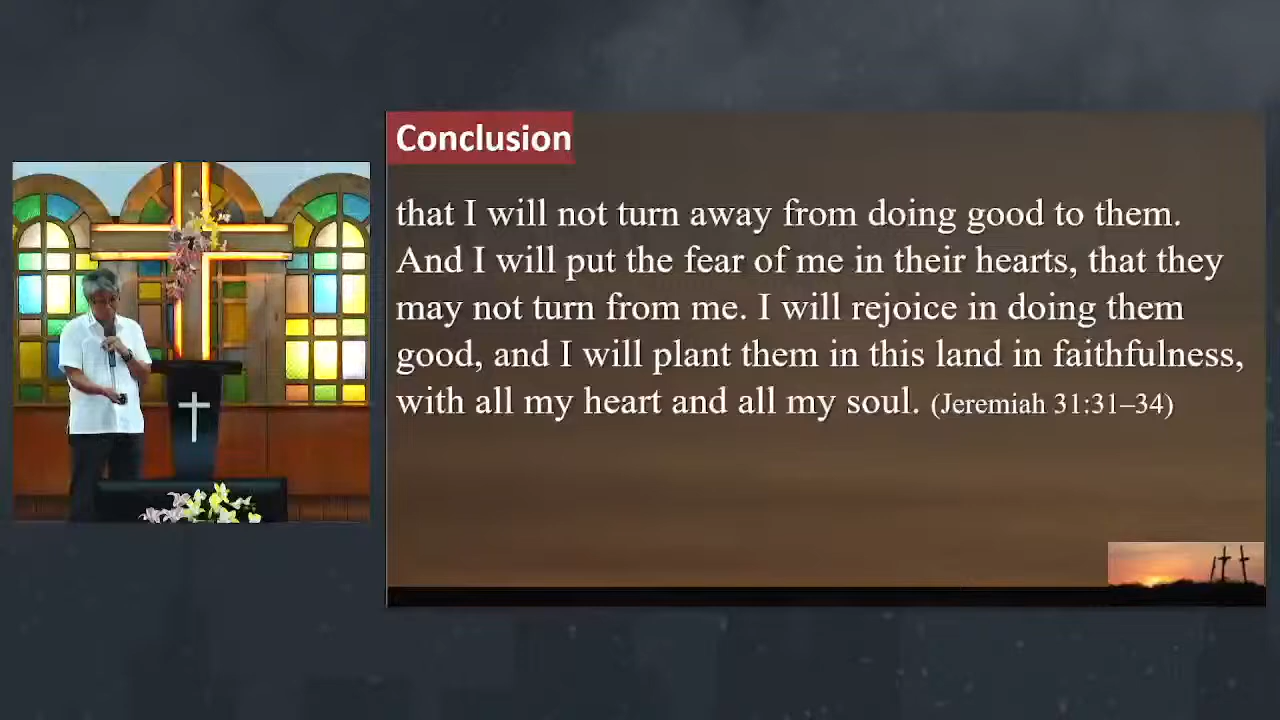 Conclusion
that I will not turn away from doing good to them.
And I will put the fear of me in their hearts, that they
may not turn from me. I will rejoice in doing them
good, and I will plant them in this land in faithfulness,
with all my heart and all my soul. (Jeremiah 31:31–34)